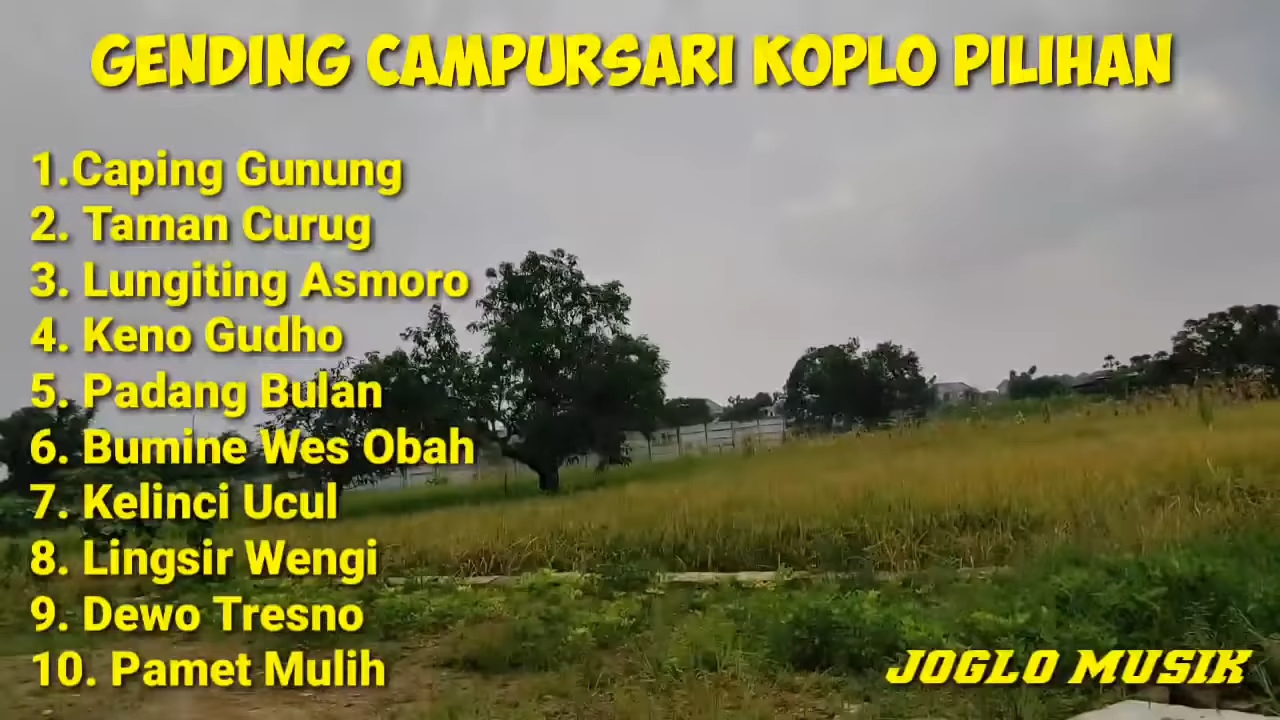 GENDING CAMPURSARI KOPLO PILIHAN
1.Caping Gunung
2. Taman Curug
3. Lungiting Asmoro
4. Keno Gudho
5. Padang Bulan
6. Bumine Wes Obah
7. Kelinci Ucul
8. Lingsir Wengi
9. Dewo Tresno
10. Pamet Mulih
JOGLO MUSIK